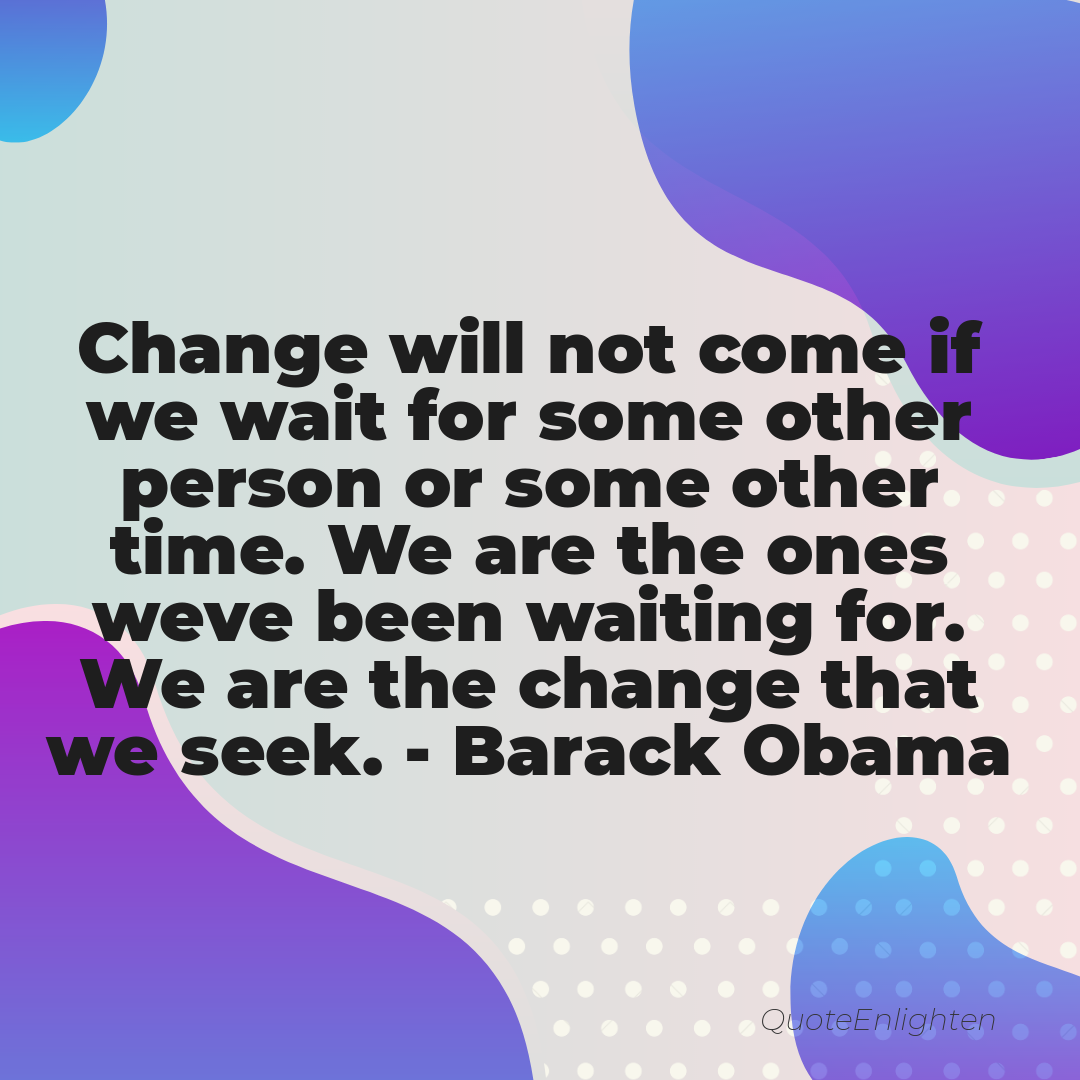 Change will not come if
we wait for some other
person or some other
time. We are the ones
weve been waiting for.
We are the change that
we seek. - Barack Obama
QuoteEnlighten